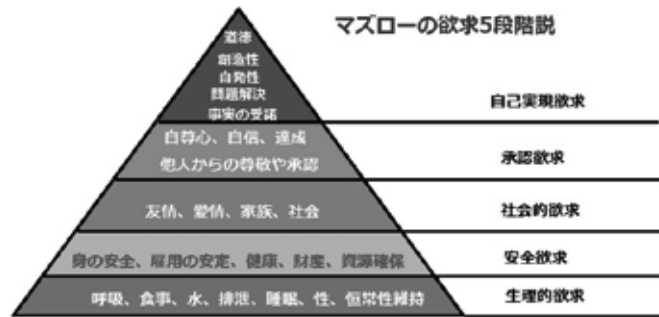 マズローの欲求5段階説
道徳
創造性
自発性
問題解決
事実の受諾
自己実現欲求
自尊心、自信、達成
他人からの尊敬や承認
承認欲求
友情、愛情、家族、社会
社会的欲求
身の安全、雇用の安定、健康、財産、資源確保
安全欲求
呼吸、食事、水、排泄、睡眠、性、恒常性維持
生理的欲求